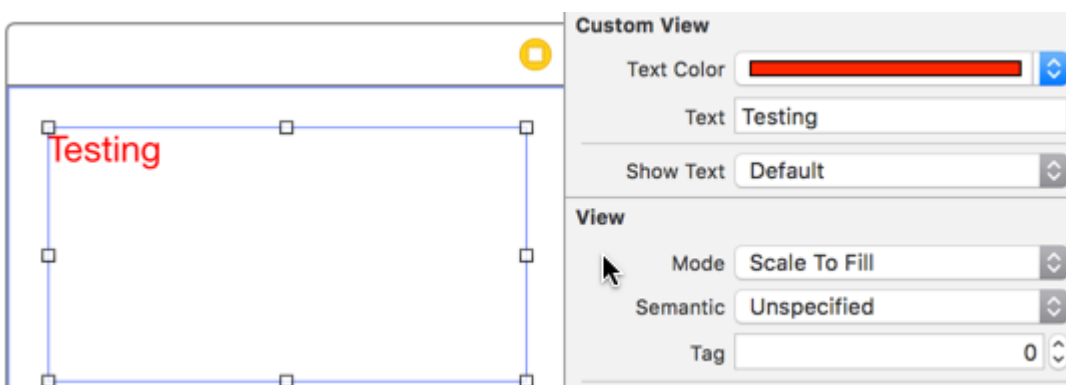 Testing
Custom View
Text Color
Text Testing
Show Text Default
View
Mode Scale To Fill
Semantic Unspecified
Tag 0